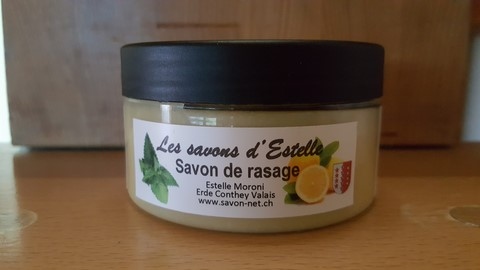 Les savons d'Estelle
Savon de rasage
Estelle Moroni
Erde Conthey Valais
www.savon-net.ch